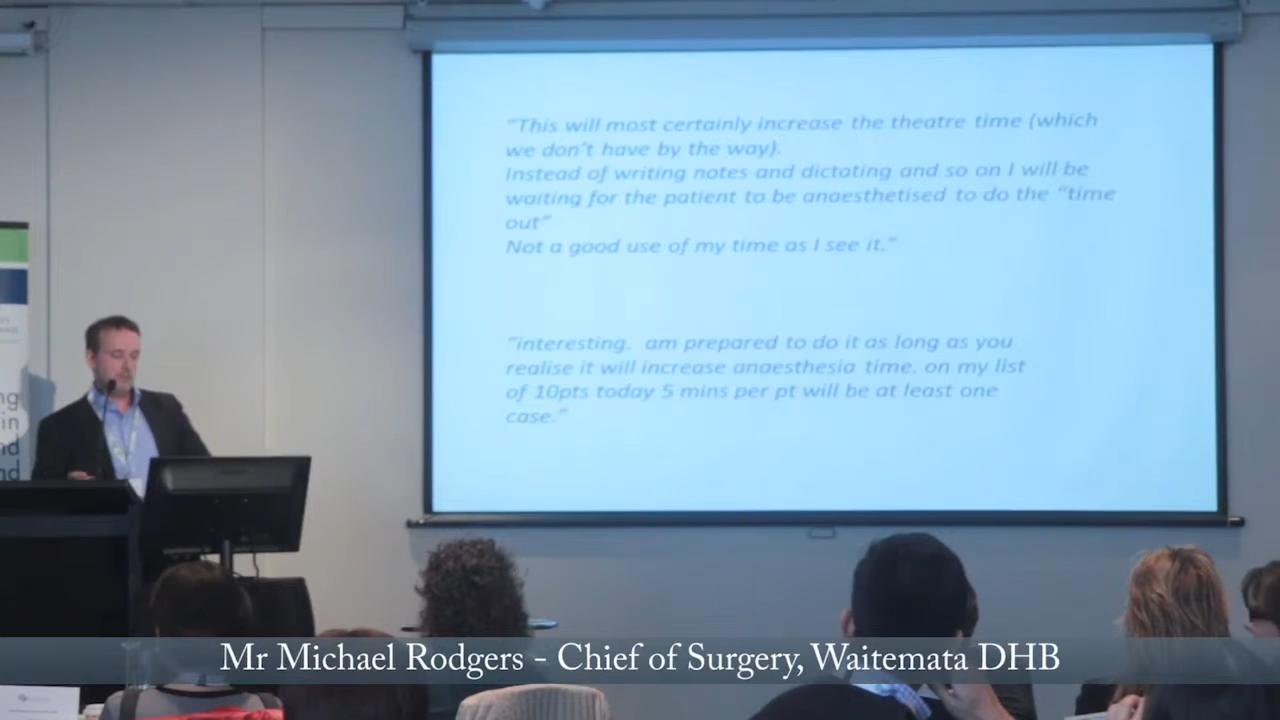 "This will most certainly increase the theatre time (which
we don't have by the way).
Instead of writing notes and dictating and so on I will be
waiting for the patient to be anaesthetised to do the "time
out"
Not a good use of my time as I see it."
"interesting.  am prepared to do it as long as you
realise it will increase anaesthesia time. on my list
of 10pts today 5 mins per pt will be at least one
case."
ng
in
nd
nd
Mr Michael Rodgers - Chief of Surgery, Waitemata DHB